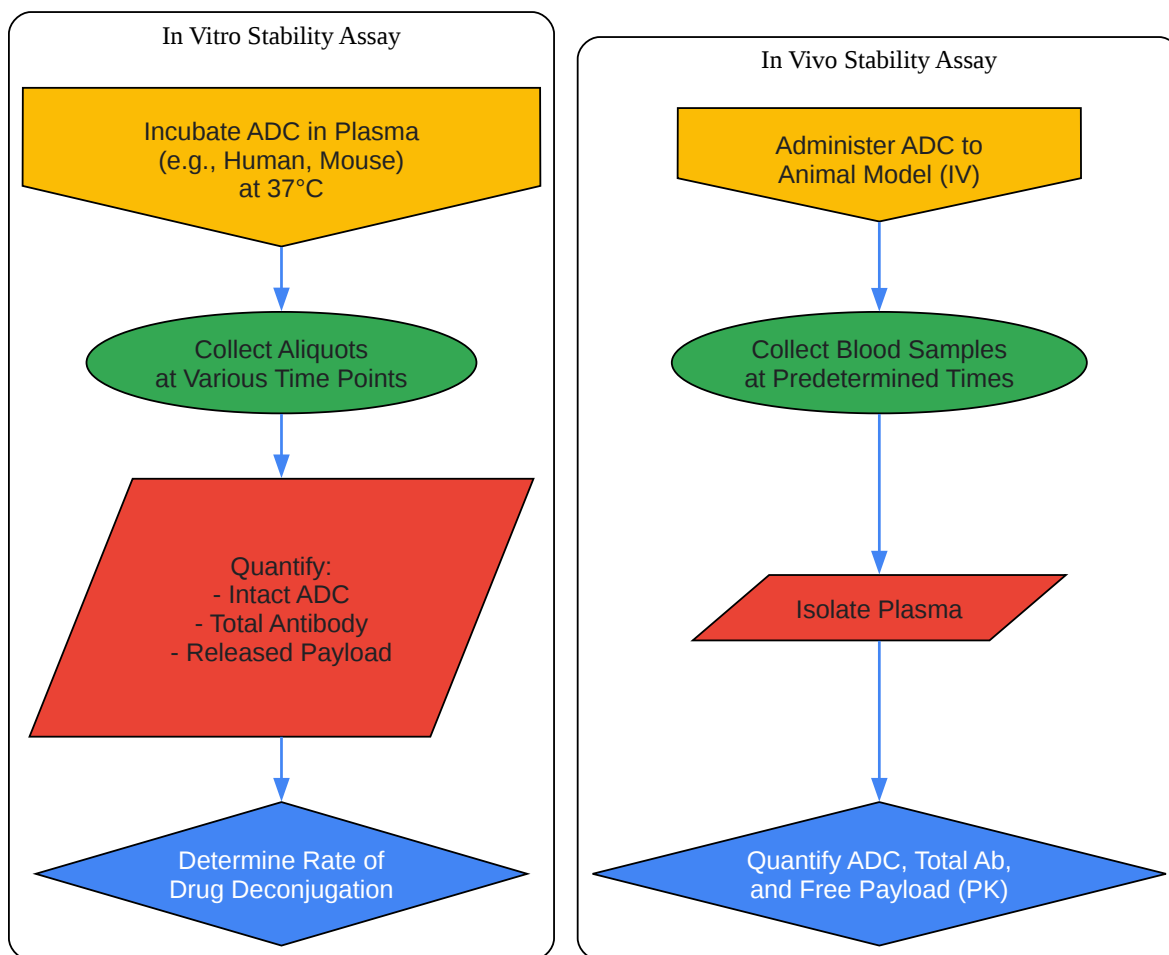 In Vitro Stability Assay
Incubate ADC in Plasma
(e.g., Human, Mouse)
at 37°C
Collect Aliquots
at Various Time Points
Quantify:
- Intact ADC
- Total Antibody
- Released Payload
Determine Rate of
Drug Deconjugation
In Vivo Stability Assay
Administer ADC to
Animal Model (IV)
Collect Blood Samples
at Predetermined Times
Isolate Plasma
Quantify ADC, Total Ab,
and Free Payload (PK)